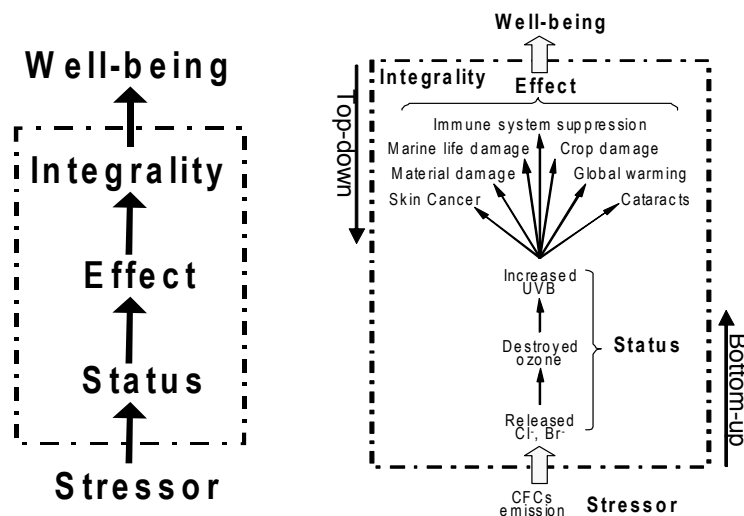 Well-being
Integrality
Effect
Status
Stressor
Well-being
Integrality
Effect
Top-down
Immune system suppression
Marine life damage
Crop damage
Material damage
Global warming
Skin Cancer
Cataracts
Increased
UVB
Destroyed
ozone
Status
Released
Cl⁻, Br⁻
Bottom-up
CFCs
emission
Stressor